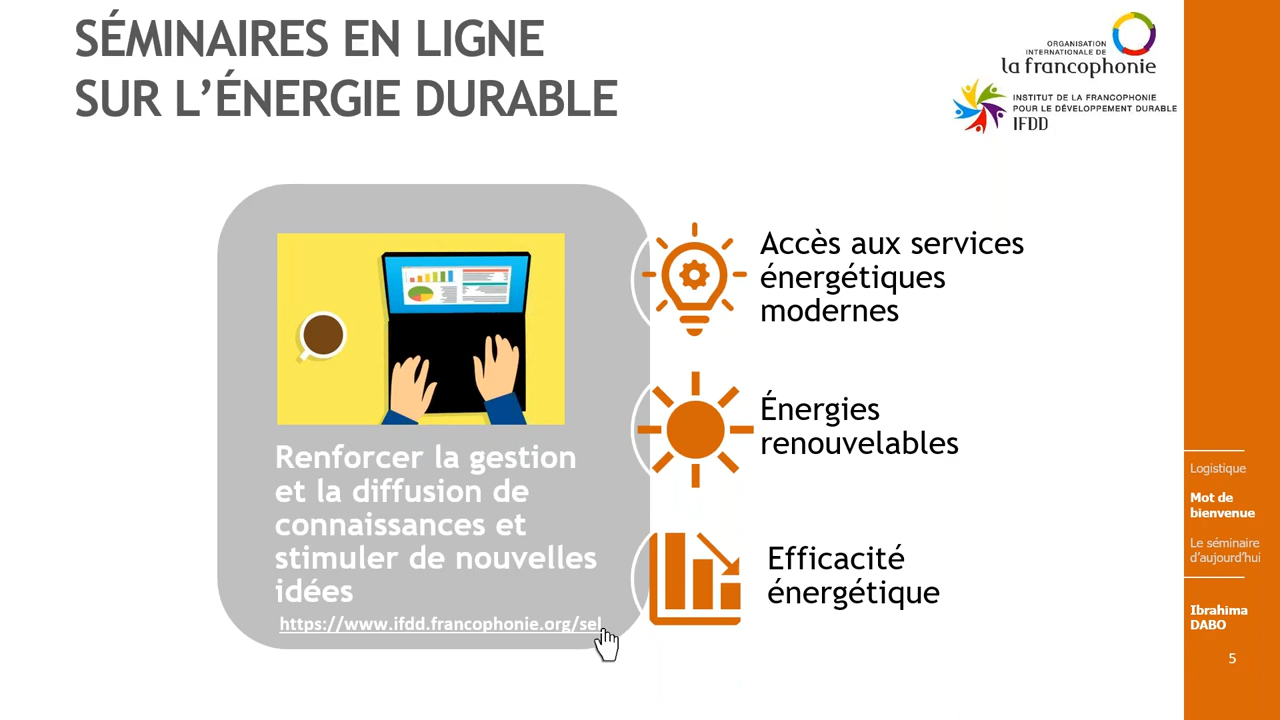 SÉMINAIRES EN LIGNE
SUR L’ÉNERGIE DURABLE
ORGANISATION
INTERNATIONALE DE
la francophonie
INSTITUT DE LA FRANCOPHONIE
POUR LE DÉVELOPPEMENT DURABLE
IFDD
Renforcer la gestion
et la diffusion de
connaissances et
stimuler de nouvelles
idées
https://www.ifdd.francophonie.org/sel
Accès aux services
énergétiques
modernes
Énergies
renouvelables
Efficacité
énergétique
Logistique
Mot de
bienvenue
Le séminaire
d’aujourd’hui
Ibrahima
DABO
5